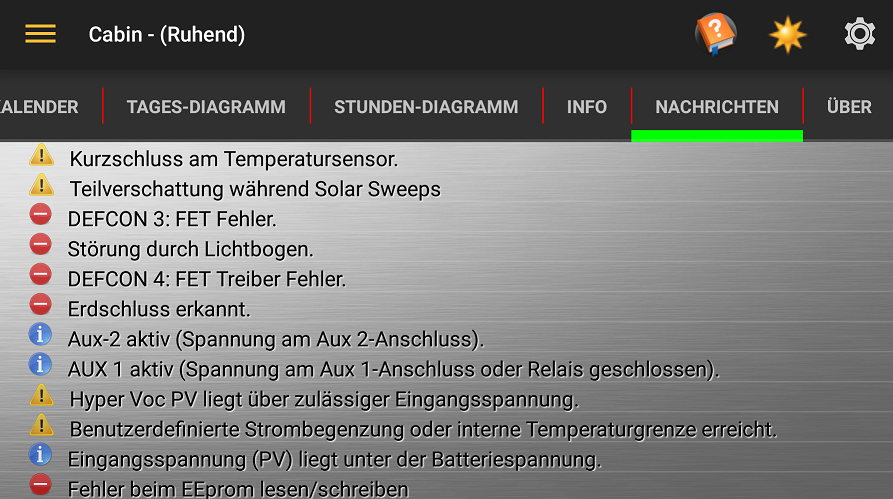 Cabin - (Ruhend)
ALENDER
TAGES-DIAGRAMM
STUNDEN-DIAGRAMM
INFO
NACHRICHTEN
ÜBER
Kurzschluss am Temperatursensor.
Teilverschattung während Solar Sweeps
DEFCON 3: FET Fehler.
Störung durch Lichtbogen.
DEFCON 4: FET Treiber Fehler.
Erdschluss erkannt.
Aux-2 aktiv (Spannung am Aux 2-Anschluss).
AUX 1 aktiv (Spannung am Aux 1-Anschluss oder Relais geschlossen).
Hyper Voc PV liegt über zulässiger Eingangsspannung.
Benutzerdefinierte Strombegenzung oder interne Temperaturgrenze erreicht.
Eingangsspannung (PV) liegt unter der Batteriespannung.
Fehler beim EEprom lesen/schreiben